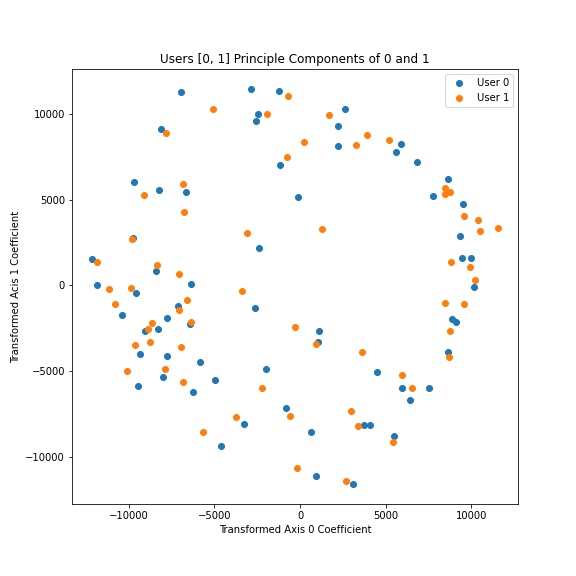 Users [0, 1] Principle Components of 0 and 1
User 0
User 1
10000
5000
0
−5000
−10000
Transformed Acis 1 Coefficient
−10000
−5000
0
5000
10000
Transformed Axis 0 Coefficient